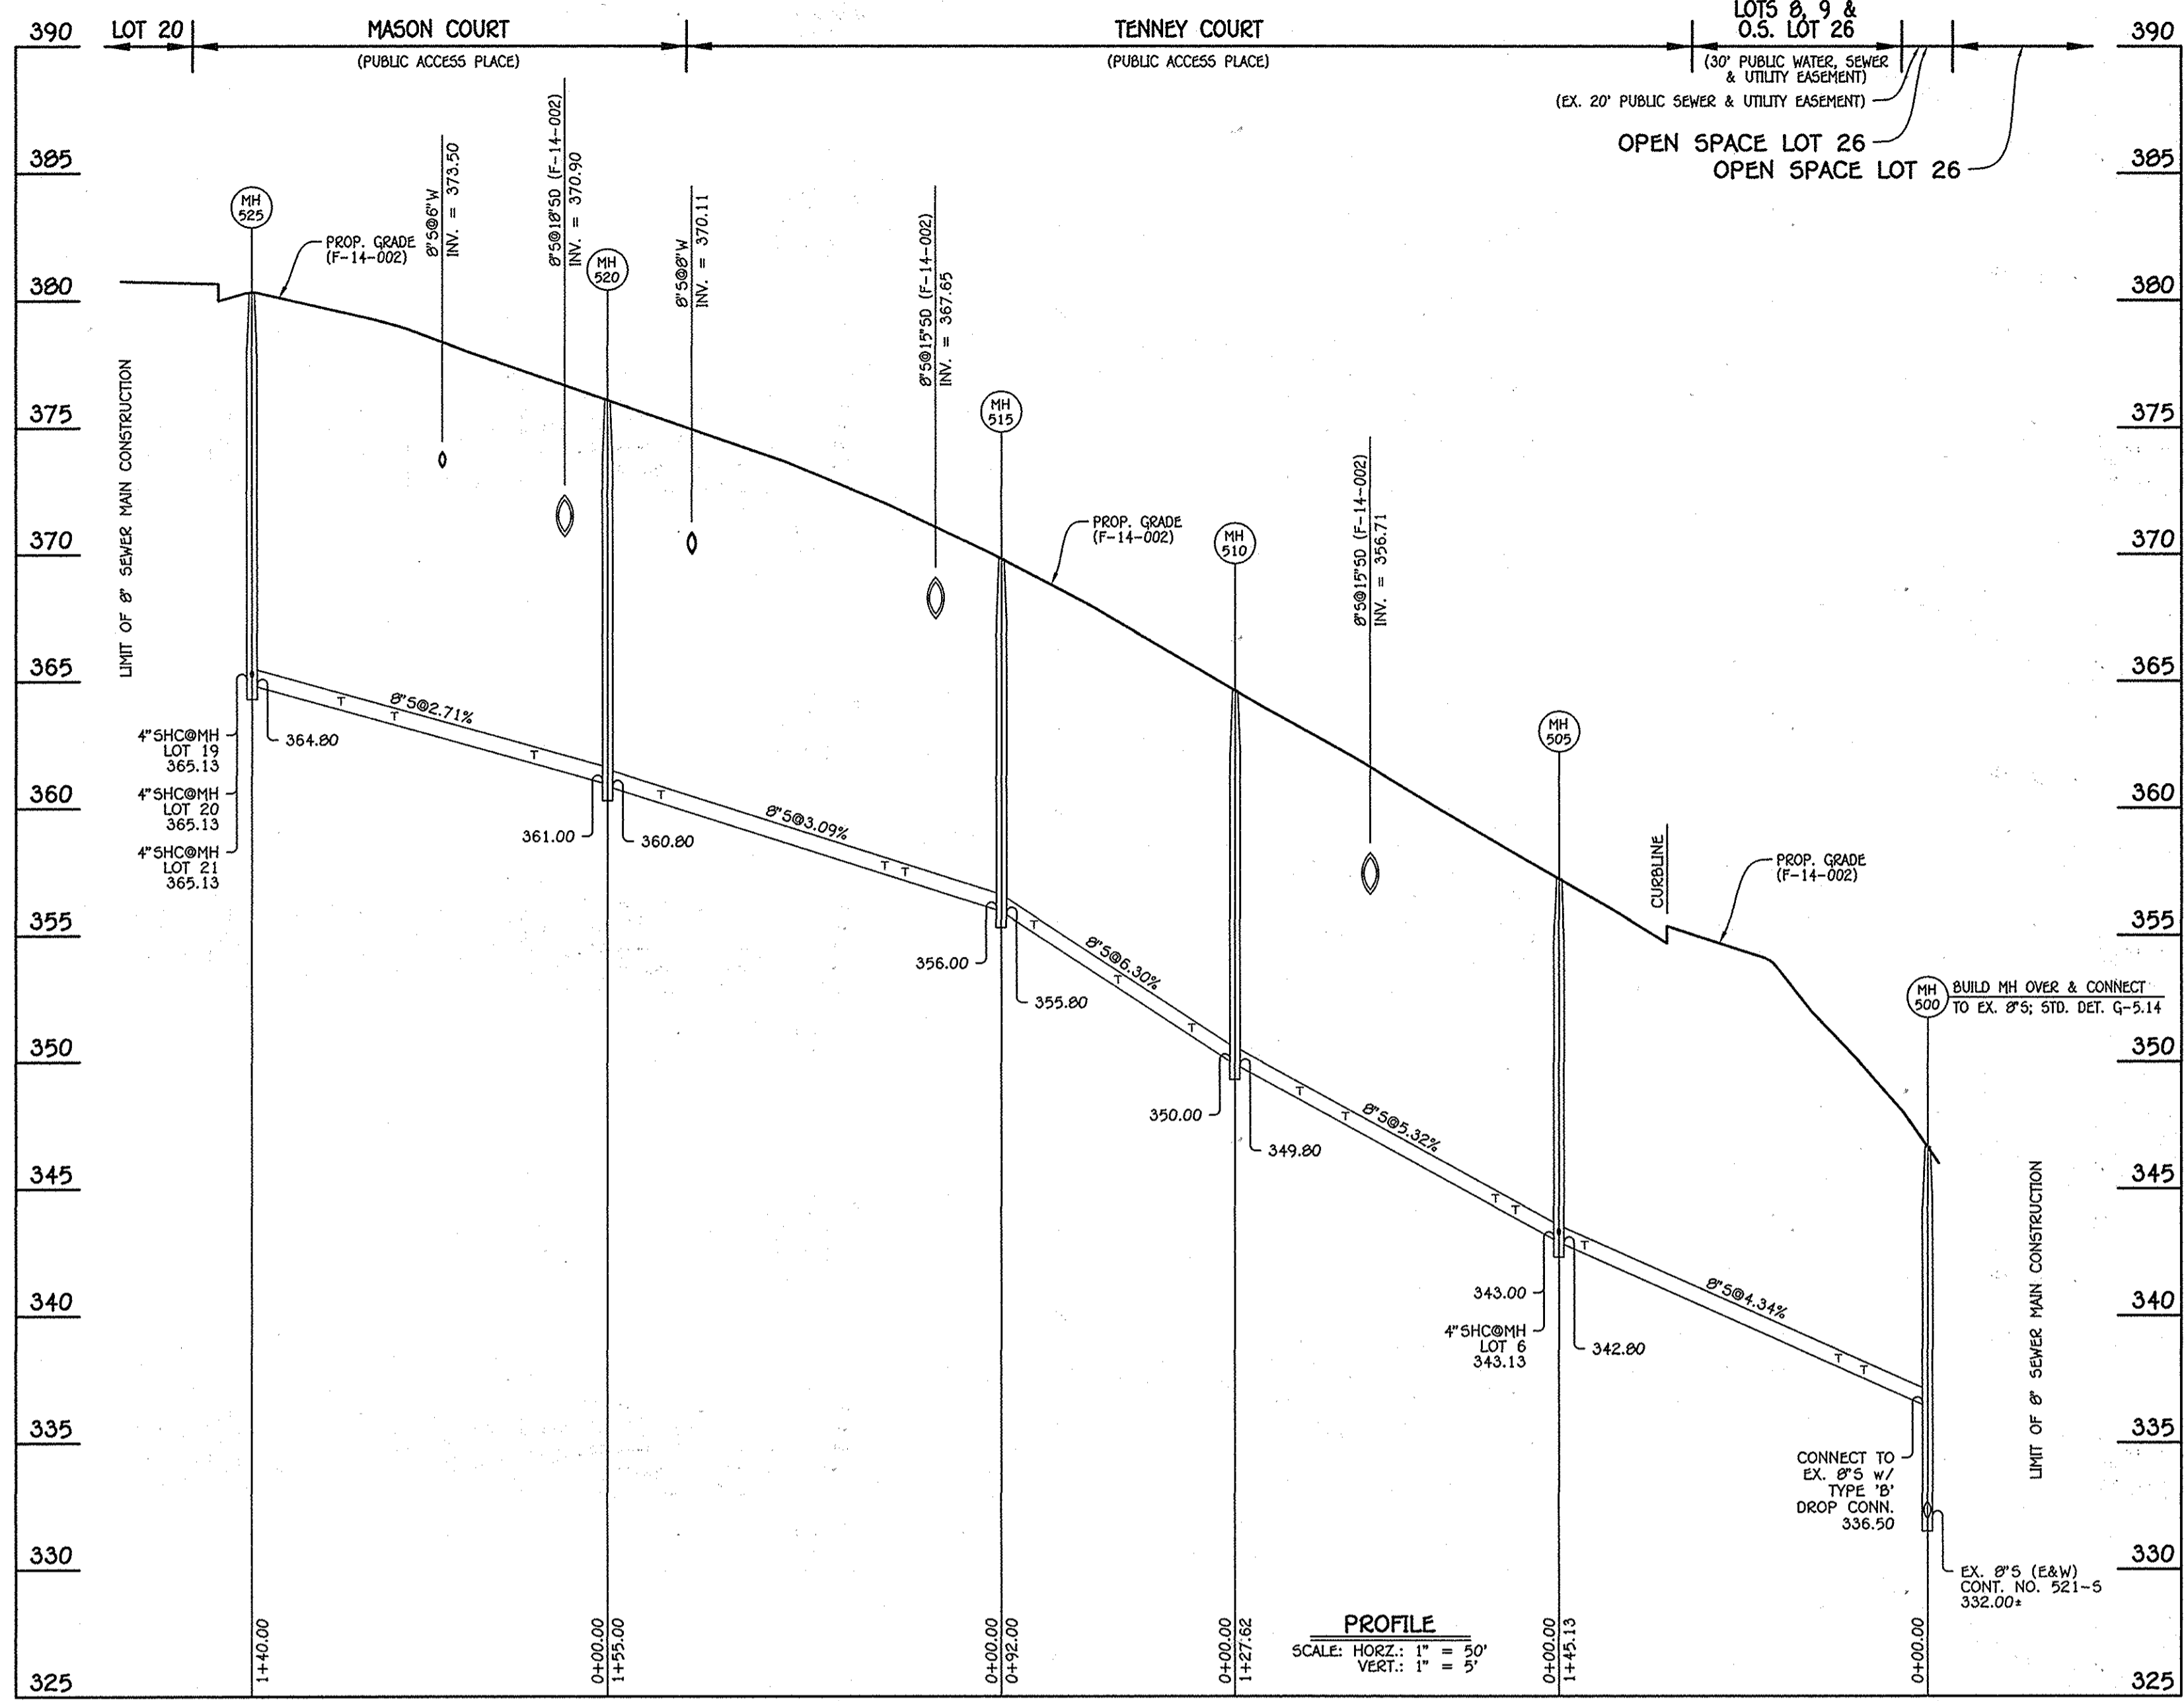 LOT 20
MASON COURT
(PUBLIC ACCESS PLACE)
TENNEY COURT
(PUBLIC ACCESS PLACE)
LOTS 8, 9 &
O.S. LOT 26
(30' PUBLIC WATER, SEWER
& UTILITY EASEMENT)
(EX. 20' PUBLIC SEWER & UTILITY EASEMENT)
OPEN SPACE LOT 26
OPEN SPACE LOT 26
390
385
380
375
370
365
360
355
350
345
340
335
330
325
390
385
380
375
370
365
360
355
350
345
340
335
330
325
LIMIT OF 8" SEWER MAIN CONSTRUCTION
MH
525
PROP. GRADE
(F-14-002)
8"S@6"W
INV. = 373.50
8"S@18"SD (F-14-002)
INV. = 370.90
MH
520
8"S@8"W
INV. = 370.11
8"S@15"SD (F-14-002)
INV. = 367.65
MH
515
PROP. GRADE
(F-14-002)
MH
510
8"S@15"SD (F-14-002)
INV. = 356.71
MH
505
CURBLINE
PROP. GRADE
(F-14-002)
MH
500
BUILD MH OVER & CONNECT
TO EX. 8"S; STD. DET. G-5.14
4"SHC@MH
LOT 19
365.13
4"SHC@MH
LOT 20
365.13
4"SHC@MH
LOT 21
365.13
364.80
T
T
8"S@2.71%
T
361.00
360.80
T
8"S@3.09%
T T
356.00
355.80
T
8"S@6.30%
T
T
350.00
349.80
T
T
8"S@5.32%
T
T
343.00
4"SHC@MH
LOT 6
343.13
342.80
T
8"S@4.34%
T
T
CONNECT TO
EX. 8"S w/
TYPE 'B'
DROP CONN.
336.50
EX. 8"S (E&W)
CONT. NO. 521-S
332.00±
LIMIT OF 8" SEWER MAIN CONSTRUCTION
1+40.00
0+00.00
1+55.00
0+00.00
0+92.00
0+00.00
1+27.62
0+00.00
1+45.13
0+00.00
PROFILE
SCALE: HORZ.: 1" = 50'
VERT.: 1" = 5'